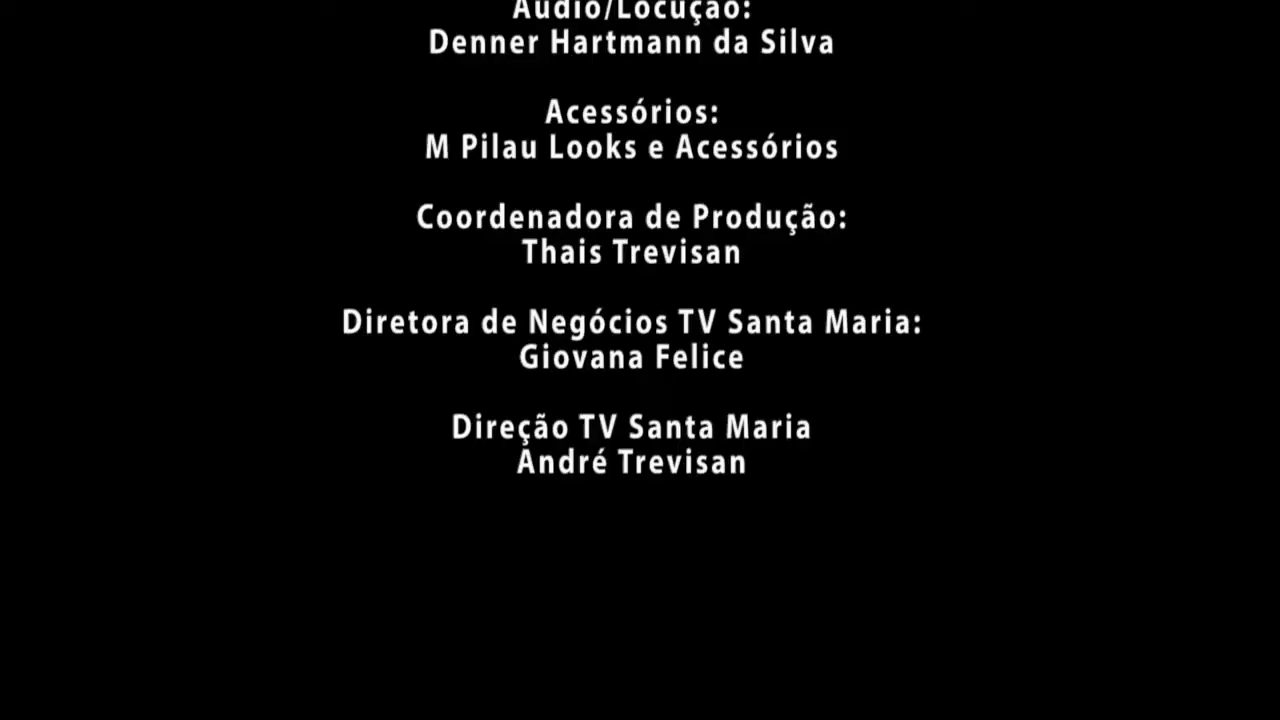 Áudio/Locução:
Denner Hartmann da Silva
Acessórios:
M Pilau Looks e Acessórios
Coordenadora de Produção:
Thais Trevisan
Diretora de Negócios TV Santa Maria:
Giovana Felice
Direção TV Santa Maria
André Trevisan